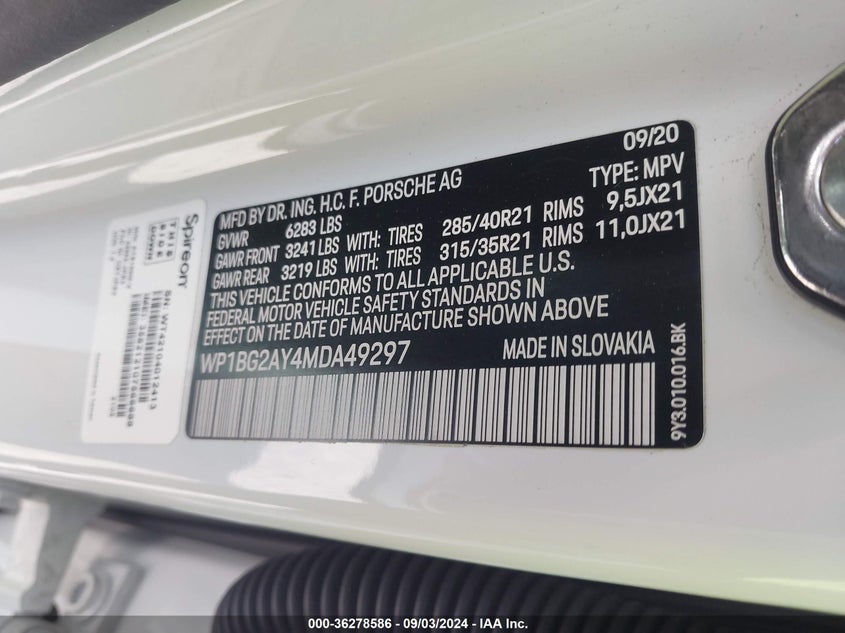 09/20
MFD BY DR. ING. H.C. F. PORSCHE AG TYPE: MPV
GVWR 6283 LBS
GAWR FRONT 3241 LBS WITH: TIRES 285/40R21 RIMS 9,5JX21
GAWR REAR 3219 LBS WITH: TIRES 315/35R21 RIMS 11,0JX21
THIS VEHICLE CONFORMS TO ALL APPLICABLE U.S.
FEDERAL MOTOR VEHICLE SAFETY STANDARDS IN
EFFECT ON THE DATE OF MANUFACTURE SHOWN ABOVE
WP1BG2AY4MDA49297 MADE IN SLOVAKIA
9Y3.010.016.BK
Spireon
THIS
SIDE
DOWN
000-36278586 - 09/03/2024 - IAA Inc.